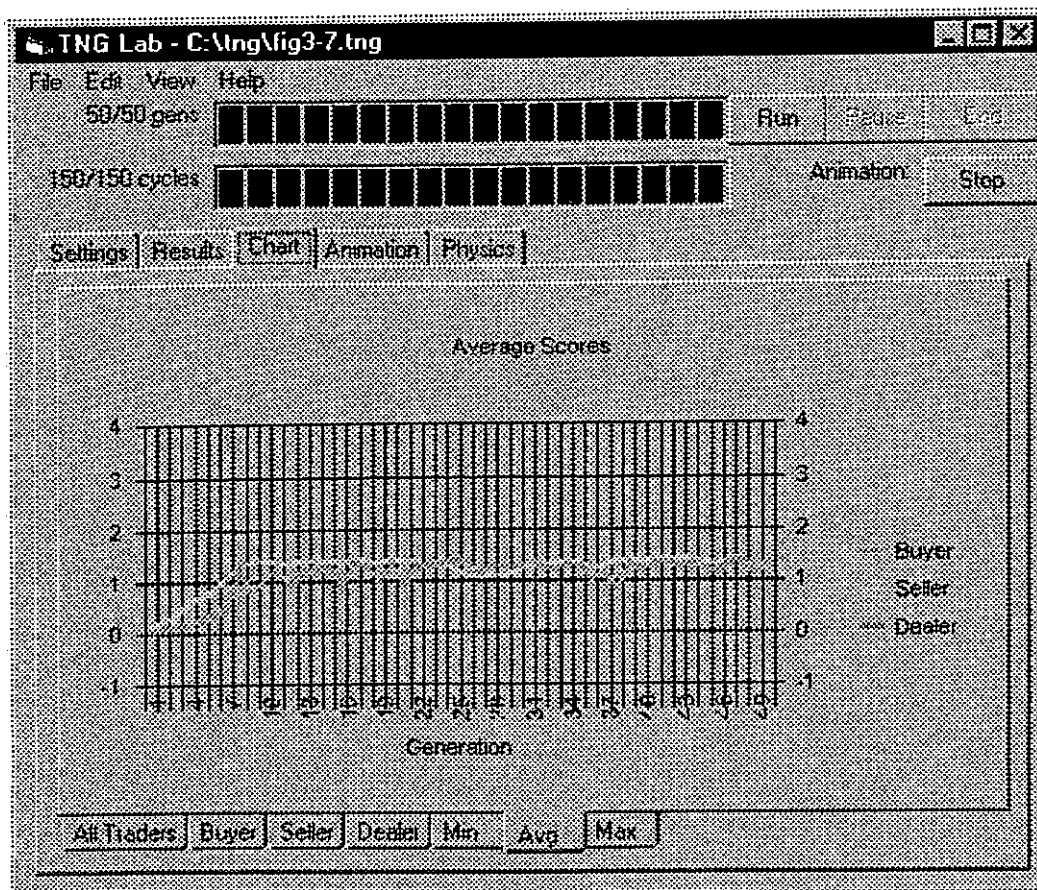 TNG Lab - C:\tng\fig3-7.tng
File Edit View Help
50/50 gens Run Pause End
150/150 cycles Animation: Stop
Settings Results Chart Animation Physics
Average Scores
4 4
3 3
2 2
1 1
0 0
-1 -1
Buyer
Seller
Dealer
Generation
All Traders Buyer Seller Dealer Min Avg Max